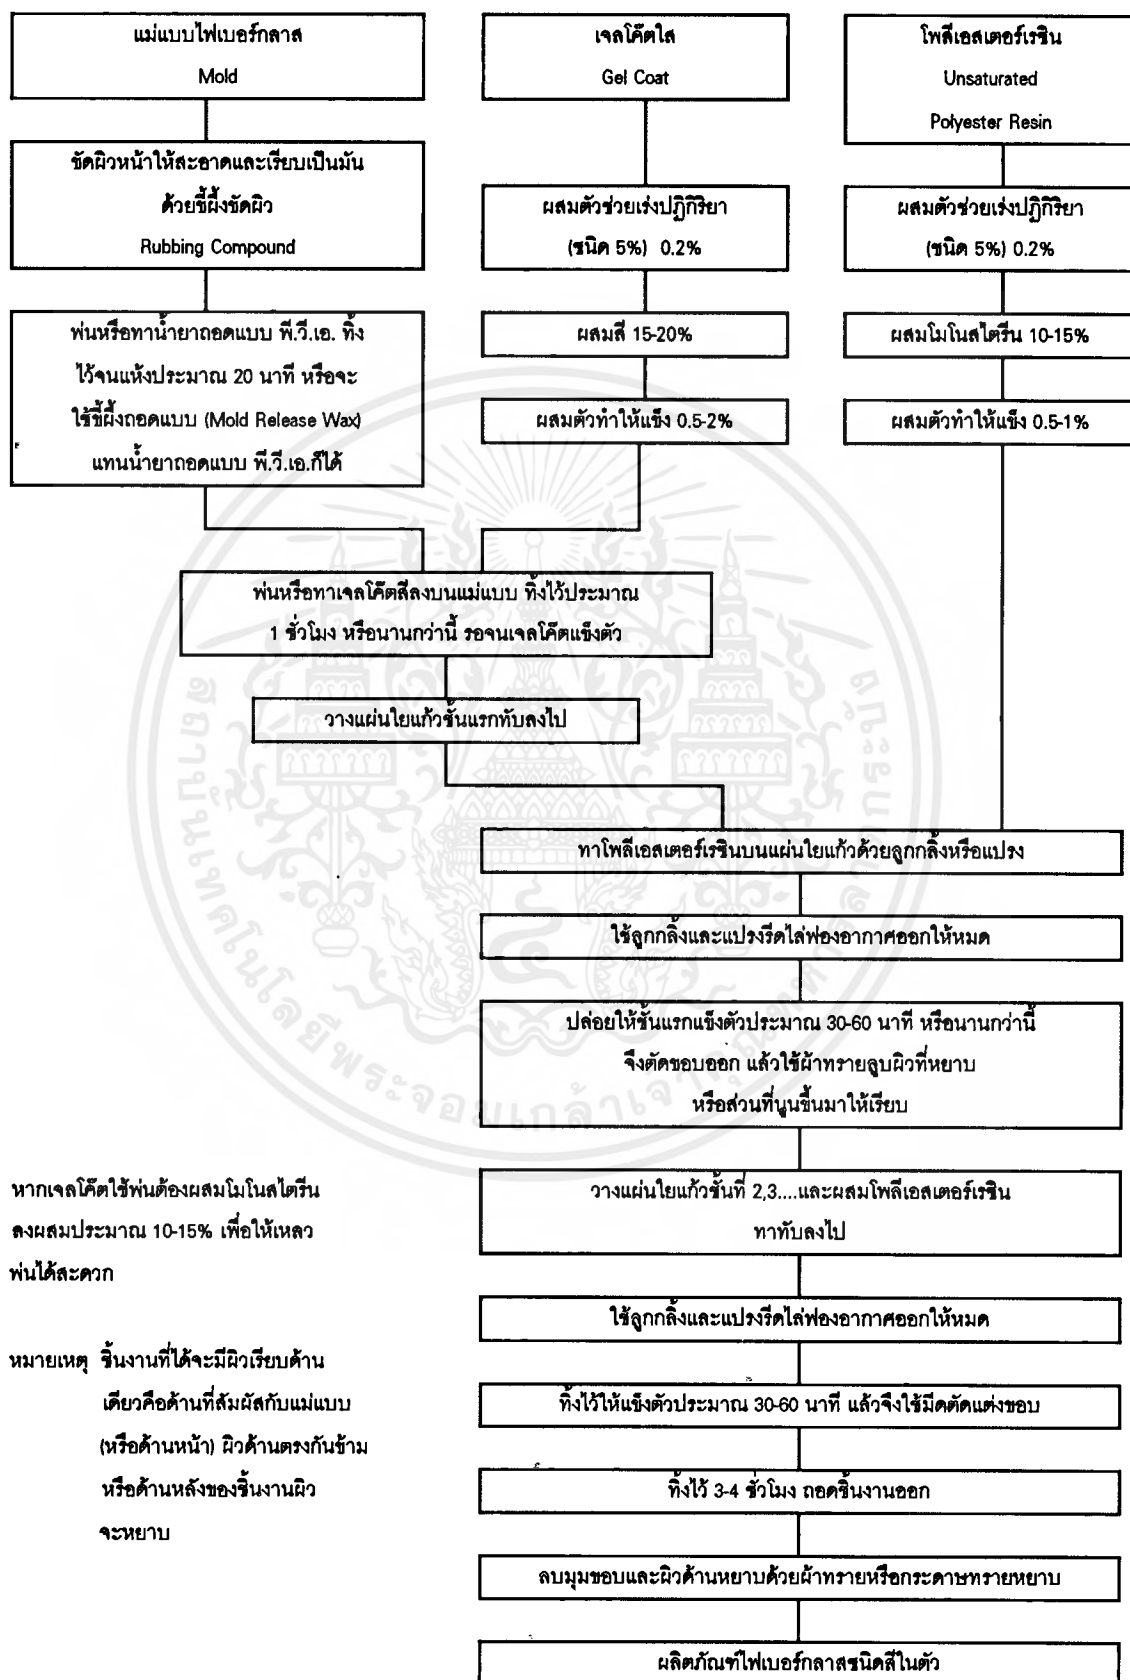 แม่แบบไฟเบอร์กลาส
Mold
ขัดผิวหน้าให้สะอาดและเรียบเป็นมัน
ด้วยขี้ผึ้งขัดผิว
Rubbing Compound
พ่นหรือทาน้ำยาถอดแบบ พี.วี.เอ. ทิ้ง
ไว้จนแห้งประมาณ 20 นาที หรือจะ
ใช้ขี้ผึ้งถอดแบบ (Mold Release Wax)
แทนน้ำยาถอดแบบ พี.วี.เอ.ก็ได้
เจลโค๊ตใส
Gel Coat
ผสมตัวช่วยเร่งปฏิกิริยา
(ชนิด 5%) 0.2%
ผสมสี 15-20%
ผสมตัวทำให้แข็ง 0.5-2%
โพลีเอสเตอร์เรซิน
Unsaturated
Polyester Resin
ผสมตัวช่วยเร่งปฏิกิริยา
(ชนิด 5%) 0.2%
ผสมโมโนสไตรีน 10-15%
ผสมตัวทำให้แข็ง 0.5-1%
พ่นหรือทาเจลโค๊ตสีลงบนแม่แบบ ทิ้งไว้ประมาณ
1 ชั่วโมง หรือนานกว่านี้ รอจนเจลโค๊ตแข็งตัว
วางแผ่นใยแก้วชั้นแรกทับลงไป
ทาโพลีเอสเตอร์เรซินบนแผ่นใยแก้วด้วยลูกกลิ้งหรือแปรง
ใช้ลูกกลิ้งและแปรงรีดไล่ฟองอากาศออกให้หมด
ปล่อยให้ชั้นแรกแข็งตัวประมาณ 30-60 นาที หรือนานกว่านี้
จึงตัดขอบออก แล้วใช้ผ้าทรายลูบผิวที่หยาบ
หรือส่วนที่นูนขึ้นมาให้เรียบ
วางแผ่นใยแก้วชั้นที่ 2,3....และผสมโพลีเอสเตอร์เรซิน
ทาทับลงไป
ใช้ลูกกลิ้งและแปรงรีดไล่ฟองอากาศออกให้หมด
ทิ้งไว้ให้แข็งตัวประมาณ 30-60 นาที แล้วจึงใช้มีดตัดแต่งขอบ
ทิ้งไว้ 3-4 ชั่วโมง ถอดชิ้นงานออก
ลบมุมขอบและผิวด้านหยาบด้วยผ้าทรายหรือกระดาษทรายหยาบ
ผลิตภัณฑ์ไฟเบอร์กลาสชนิดสีในตัว
หากเจลโค๊ตใช้พ่นต้องผสมโมโนสไตรีน
ลงผสมประมาณ 10-15% เพื่อให้เหลว
พ่นได้สะดวก
หมายเหตุ ชิ้นงานที่ได้จะมีผิวเรียบด้าน
เดียวคือด้านที่สัมผัสกับแม่แบบ
(หรือด้านหน้า) ผิวด้านตรงกันข้าม
หรือด้านหลังของชิ้นงานผิว
จะหยาบ
สถาบันเทคโนโลยีพระจอมเกล้าเจ้าคุณทหารลาดกระบัง